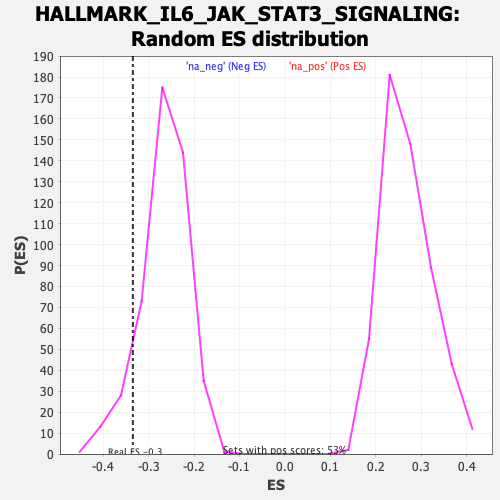 HALLMARK_IL6_JAK_STAT3_SIGNALING:
Random ES distribution
'na_neg' (Neg ES) 'na_pos' (Pos ES)
190
180
170
160
150
140
130
120
110
100
90
80
70
60
50
40
30
20
10
0
P(ES)
Real ES -0.3 Sets with pos scores: 53%
-0.4 -0.3 -0.2 -0.1 0.0 0.1 0.2 0.3 0.4
ES